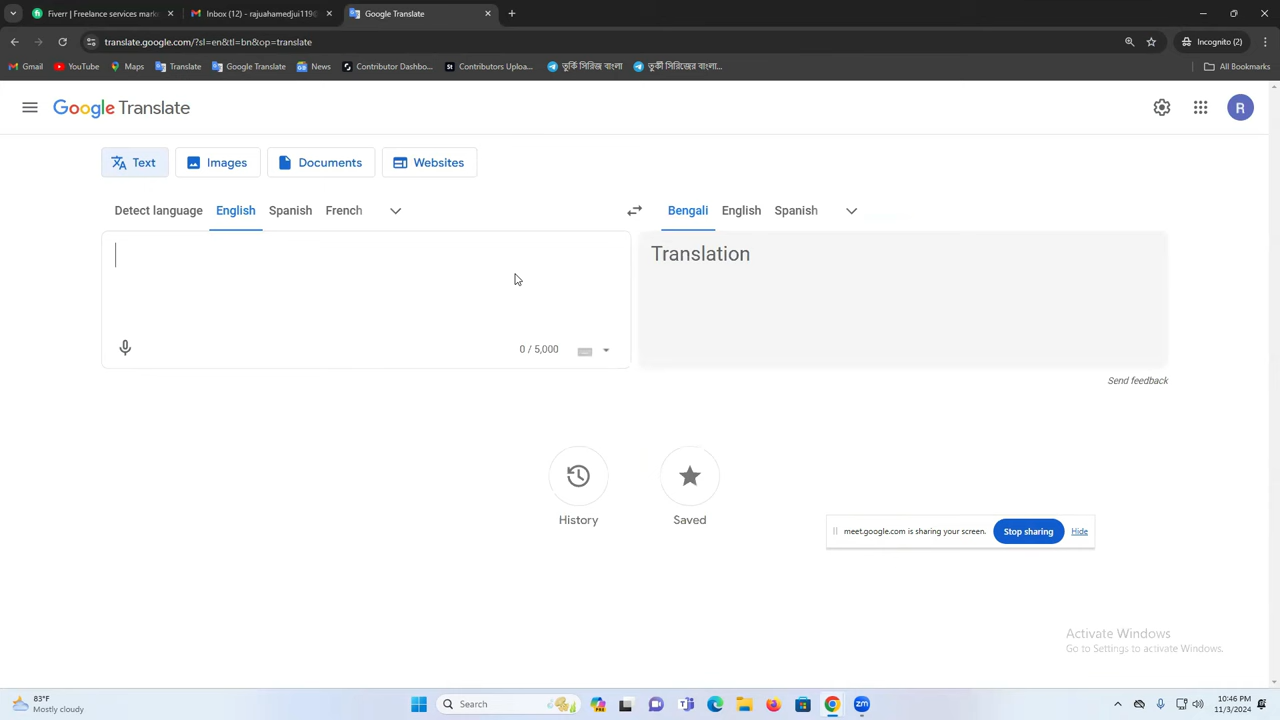 Fiverr | Freelance services mark
Inbox (12) - rajuahamedjui119@
Google Translate
translate.google.com/?sl=en&tl=bn&op=translate
Incognito (2)
Gmail
YouTube
Maps
Translate
Google Translate
News
Contributor Dashbo...
Contributors Uploa...
তুর্কি সিরিজ বাংলা
তুর্কী সিরিজের বাংলা...
All Bookmarks
Google Translate
R
Text
Images
Documents
Websites
Detect language
English
Spanish
French
Bengali
English
Spanish
Translation
0 / 5,000
Send feedback
History
Saved
meet.google.com is sharing your screen.
Stop sharing
Hide
Activate Windows
Go to Settings to activate Windows.
83°F
Mostly cloudy
Search
zm
10:46 PM
11/3/2024